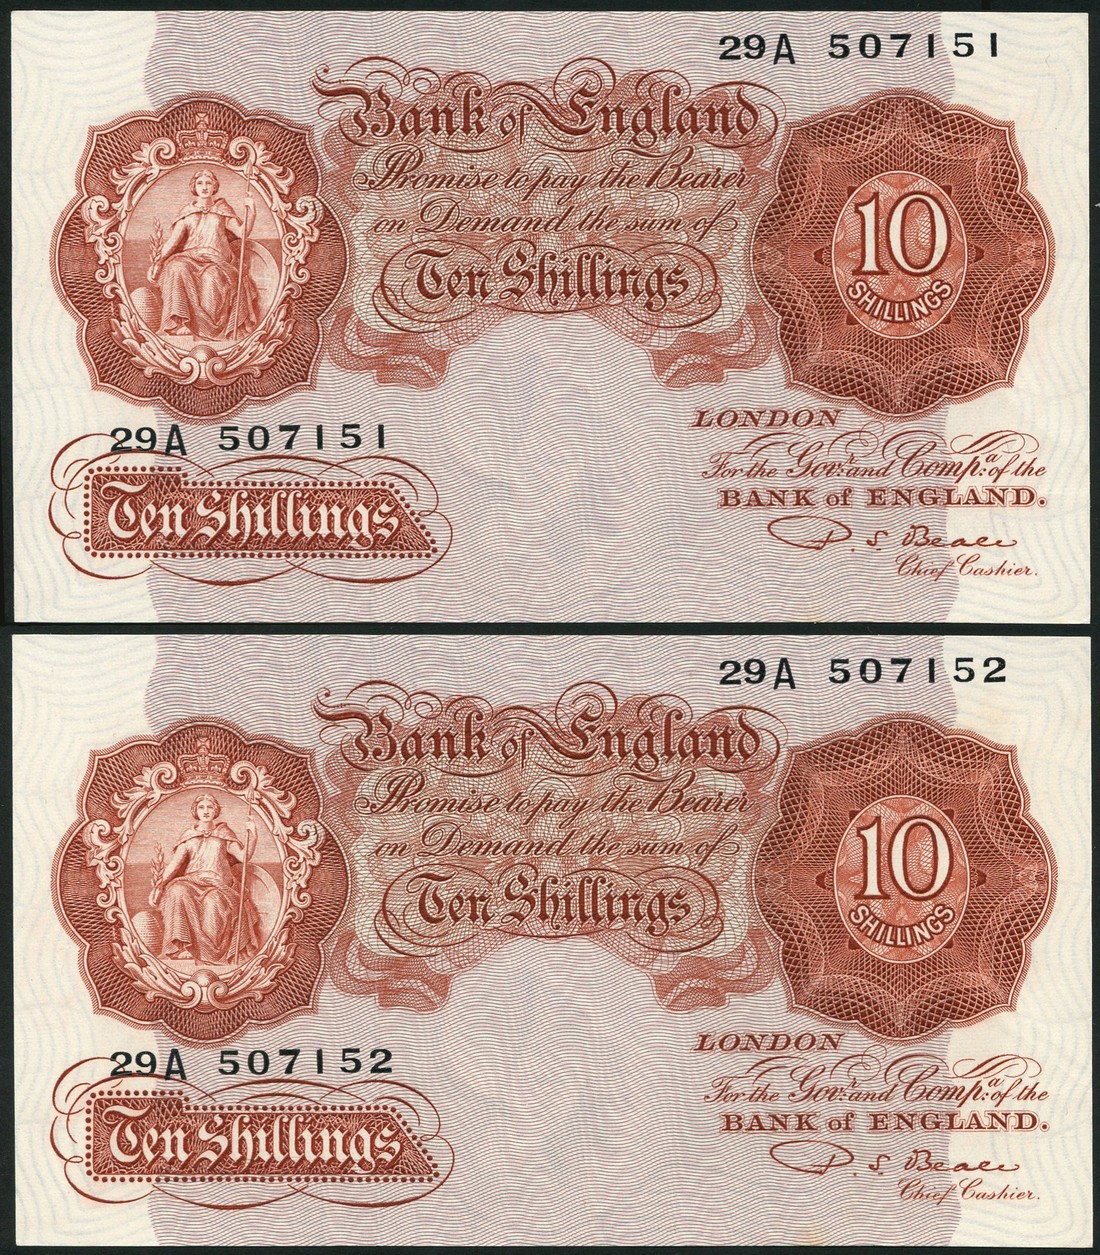 29A 507151
Bank of England
Promise to pay the Bearer
on Demand the sum of
Ten Shillings
10
SHILLINGS
29A 507151
Ten Shillings
LONDON
For the Govr. and Compa. of the
BANK of ENGLAND.
P. S. Beale
Chief Cashier.
29A 507152
Bank of England
Promise to pay the Bearer
on Demand the sum of
Ten Shillings
10
SHILLINGS
29A 507152
Ten Shillings
LONDON
For the Govr. and Compa. of the
BANK of ENGLAND.
P. S. Beale
Chief Cashier.